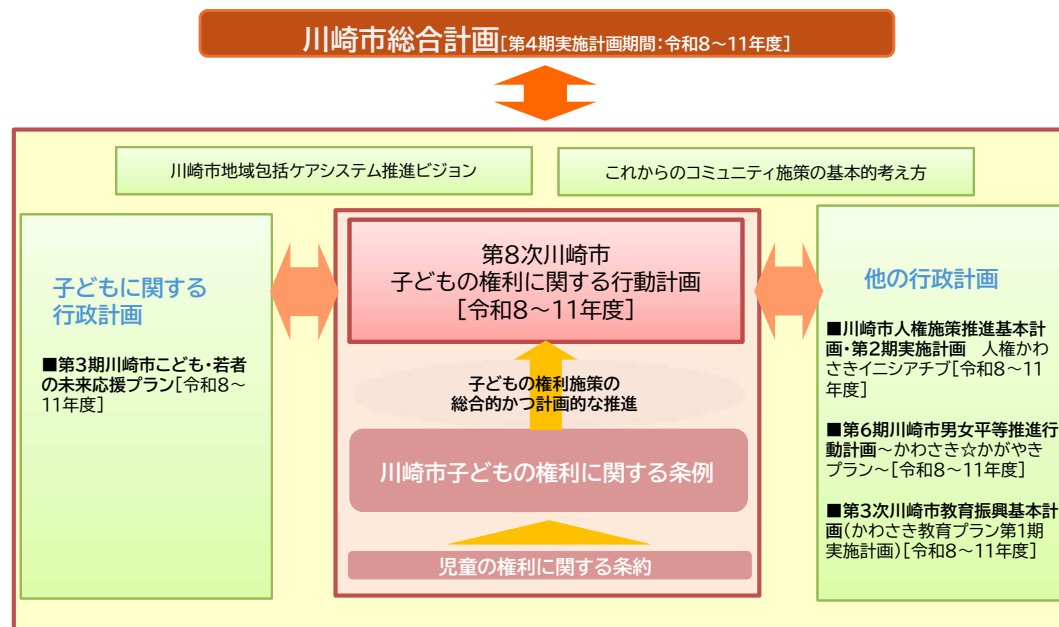 川崎市総合計画[第4期実施計画期間:令和8～11年度]
川崎市地域包括ケアシステム推進ビジョン
これからのコミュニティ施策の基本的考え方
子どもに関する
行政計画
■第3期川崎市こども・若者
の未来応援プラン[令和8～
11年度]
第8次川崎市
子どもの権利に関する行動計画
[令和8～11年度]
子どもの権利施策の
総合的かつ計画的な推進
川崎市子どもの権利に関する条例
児童の権利に関する条約
他の行政計画
■川崎市人権施策推進基本計
画・第2期実施計画　人権かわ
さきイニシアチブ[令和8～11
年度]
■第6期川崎市男女平等推進行
動計画～かわさき☆かがやき
プラン～[令和8～11年度]
■第3次川崎市教育振興基本計
画(かわさき教育プラン第1期
実施計画)[令和8～11年度]